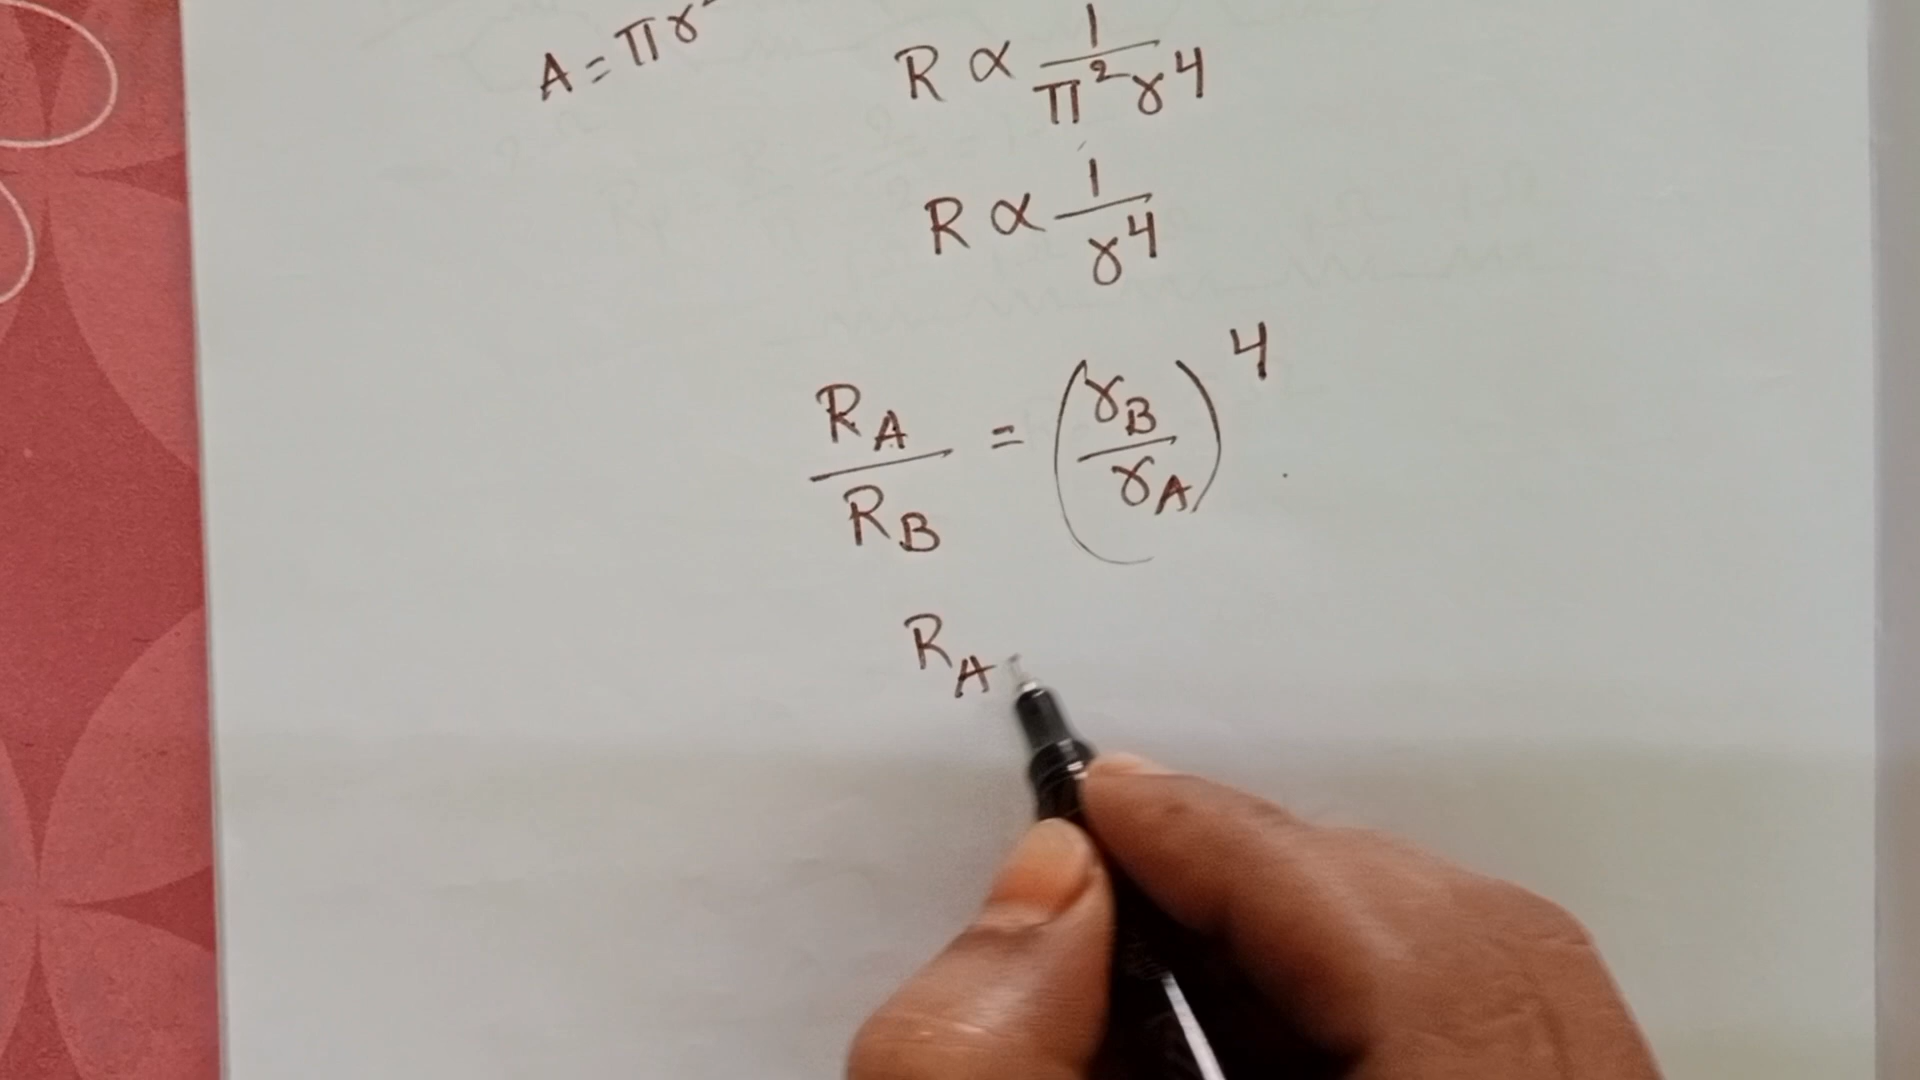 A = πr²
R ∝ 1/π²r⁴
R ∝ 1/r⁴
R_A/R_B = (r_B/r_A)⁴
R_A